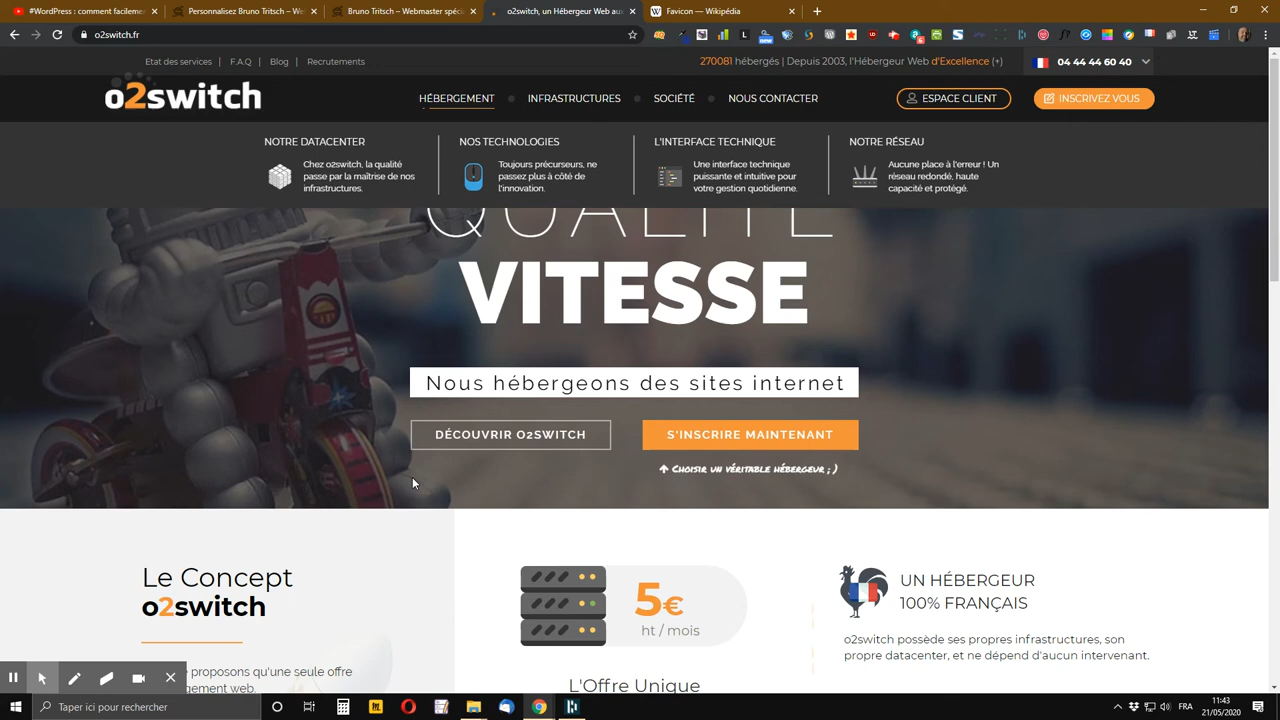 #WordPress : comment facilemen
Personnalisez Bruno Tritsch – We
Bruno Tritsch — Webmaster spéci
o2switch, un Hébergeur Web aux
Favicon — Wikipédia
o2switch.fr
Etat des services | F.A.Q | Blog | Recrutements
270081 hébergés | Depuis 2003, l'Hébergeur Web d'Excellence (+)
04 44 44 60 40
o2switch
HÉBERGEMENT
INFRASTRUCTURES
SOCIÉTÉ
NOUS CONTACTER
ESPACE CLIENT
INSCRIVEZ VOUS
NOTRE DATACENTER
Chez o2switch, la qualité
passe par la maîtrise de nos
infrastructures.
NOS TECHNOLOGIES
Toujours précurseurs, ne
passez plus à côté de
l'innovation.
L'INTERFACE TECHNIQUE
Une interface technique
puissante et intuitive pour
votre gestion quotidienne.
NOTRE RÉSEAU
Aucune place à l'erreur ! Un
réseau redondé, haute
capacité et protégé.
QUALITÉ
VITESSE
Nous hébergeons des sites internet
DÉCOUVRIR O2SWITCH
S'INSCRIRE MAINTENANT
Choisir un véritable hébergeur ; )
Le Concept
o2switch
e proposons qu'une seule offre
gement web.
5€
ht / mois
L'Offre Unique
UN HÉBERGEUR
100% FRANÇAIS
o2switch possède ses propres infrastructures, son
propre datacenter, et ne dépend d'aucun intervenant.
Taper ici pour rechercher
FRA
11:43
21/05/2020